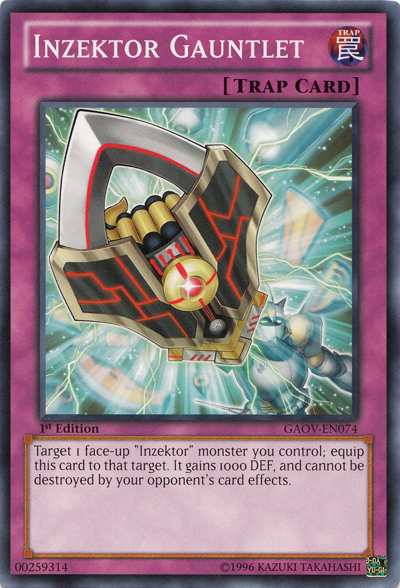 Inzektor Gauntlet
TRAP
罠
[Trap Card]
1st Edition
GAOV-EN074
Target 1 face-up "Inzektor" monster you control; equip
this card to that target. It gains 1000 DEF, and cannot be
destroyed by your opponent's card effects.
00259314
©1996 KAZUKI TAKAHASHI